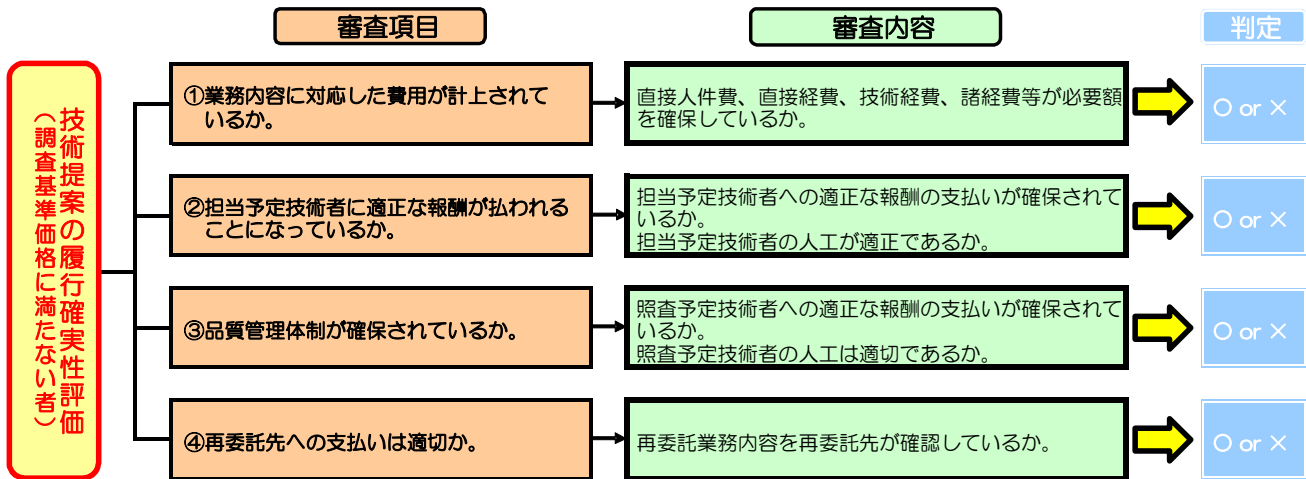 審査項目
審査内容
判定
技術提案の履行確実性評価
（調査基準価格に満たない者）
①業務内容に対応した費用が計上されて
いるか。
直接人件費、直接経費、技術経費、諸経費等が必要額
を確保しているか。
〇 or ×
②担当予定技術者に適正な報酬が払われる
ことになっているか。
担当予定技術者への適正な報酬の支払いが確保されて
いるか。
担当予定技術者の人工が適正であるか。
〇 or ×
③品質管理体制が確保されているか。
照査予定技術者への適正な報酬の支払いが確保されて
いるか。
照査予定技術者の人工は適切であるか。
〇 or ×
④再委託先への支払いは適切か。
再委託業務内容を再委託先が確認しているか。
〇 or ×